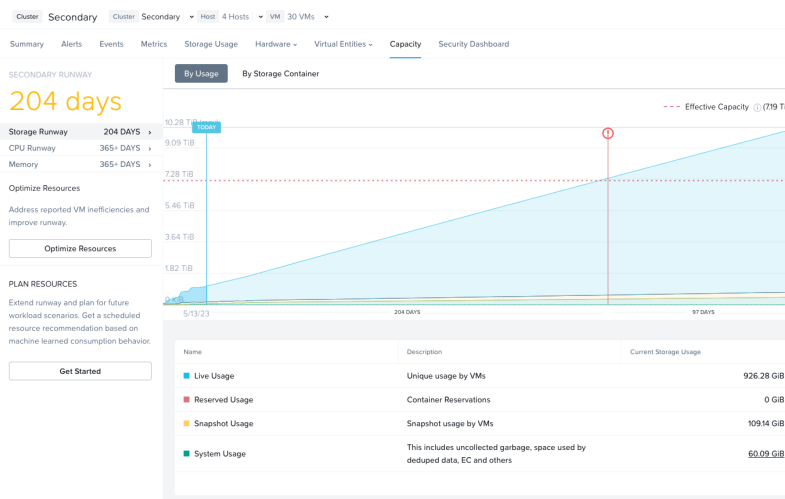 Cluster Secondary Cluster Secondary Host 4 Hosts VM 30 VMs
Summary Alerts Events Metrics Storage Usage Hardware Virtual Entities Capacity Security Dashboard
SECONDARY RUNWAY
204 days
Storage Runway 204 DAYS
CPU Runway 365+ DAYS
Memory 365+ DAYS
Optimize Resources
Address reported VM inefficiencies and
improve runway.
Optimize Resources
PLAN RESOURCES
Extend runway and plan for future
workload scenarios. Get a scheduled
resource recommendation based on
machine learned consumption behavior.
Get Started
By Usage By Storage Container
Effective Capacity (7.19 Ti
10.28 TiB
TODAY
9.09 TiB
7.28 TiB
5.46 TiB
3.64 TiB
1.82 TiB
5/13/23 204 DAYS 97 DAYS
Name Description Current Storage Usage
Live Usage Unique usage by VMs 926.28 GiB
Reserved Usage Container Reservations 0 GiB
Snapshot Usage Snapshot usage by VMs 109.14 GiB
System Usage This includes uncollected garbage, space used by
deduped data, EC and others 60.09 GiB